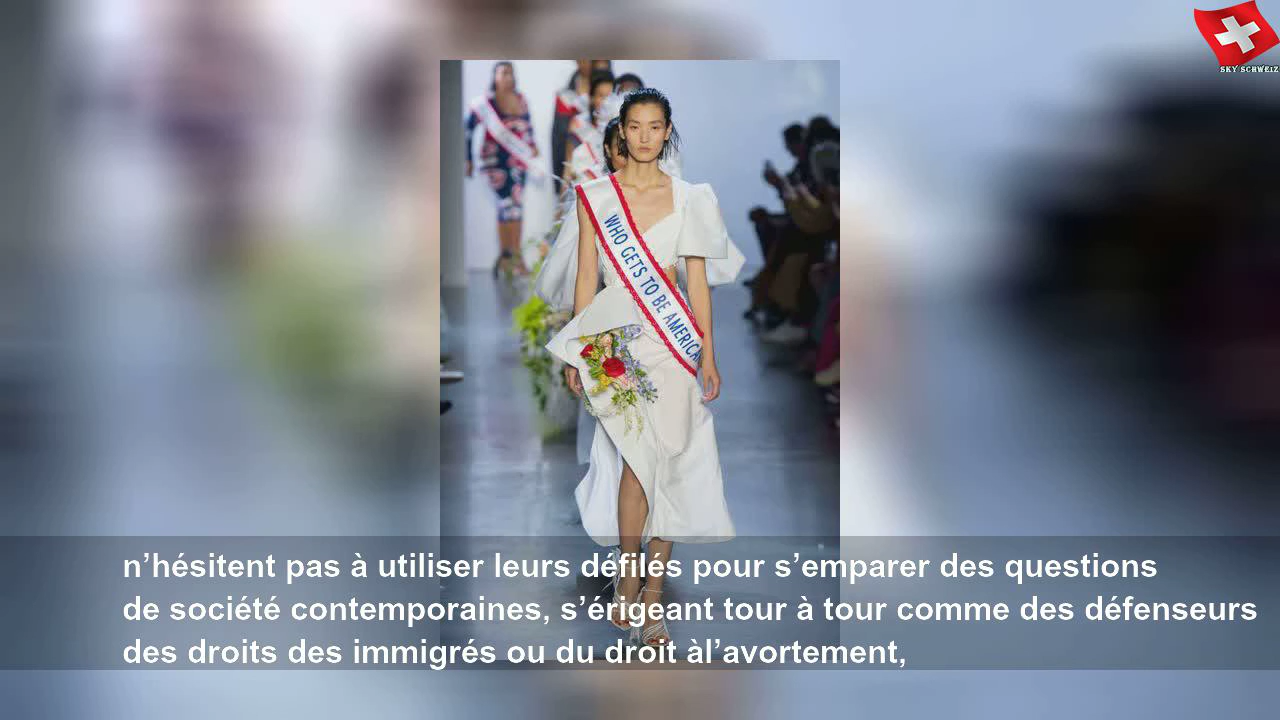 SKY SCHWEIZ
WHO GETS TO BE AMERICA
n’hésitent pas à utiliser leurs défilés pour s’emparer des questions
de société contemporaines, s’érigeant tour à tour comme des défenseurs
des droits des immigrés ou du droit àl’avortement,